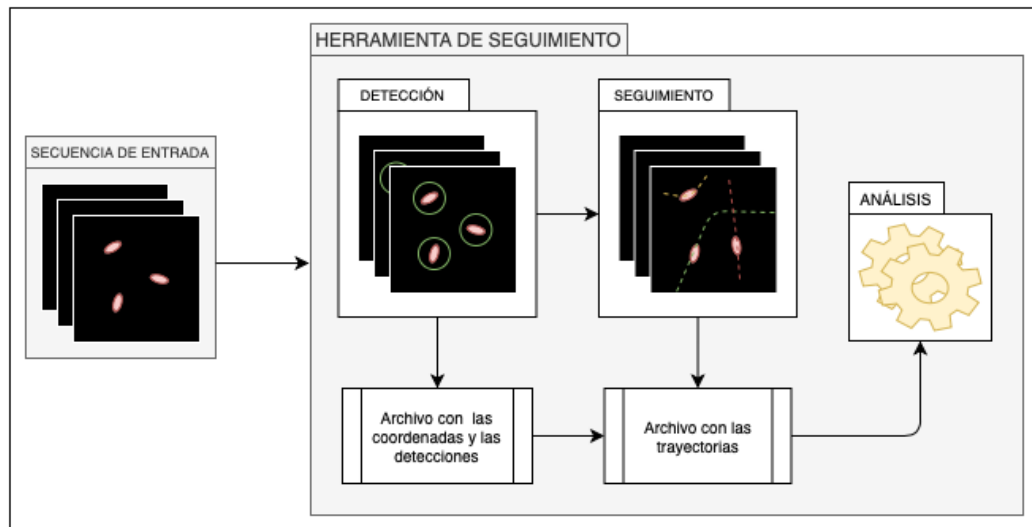 HERRAMIENTA DE SEGUIMIENTO
DETECCIÓN
SEGUIMIENTO
SECUENCIA DE ENTRADA
ANÁLISIS
Archivo con las
coordenadas y las
detecciones
Archivo con las
trayectorias